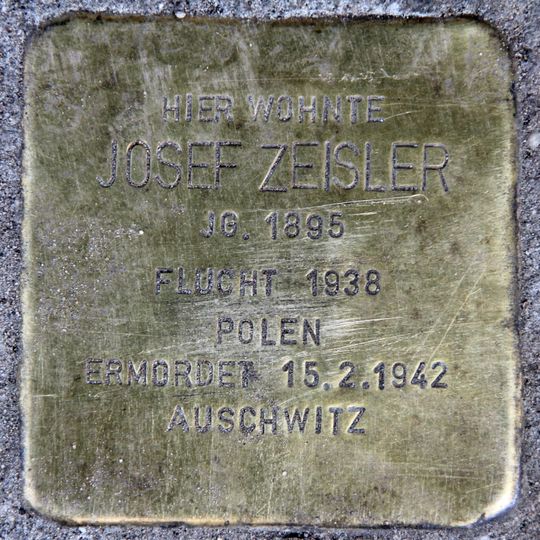 HIER WOHNTE
JOSEF ZEISLER
JG. 1895
FLUCHT 1938
POLEN
ERMORDET 15.2.1942
AUSCHWITZ